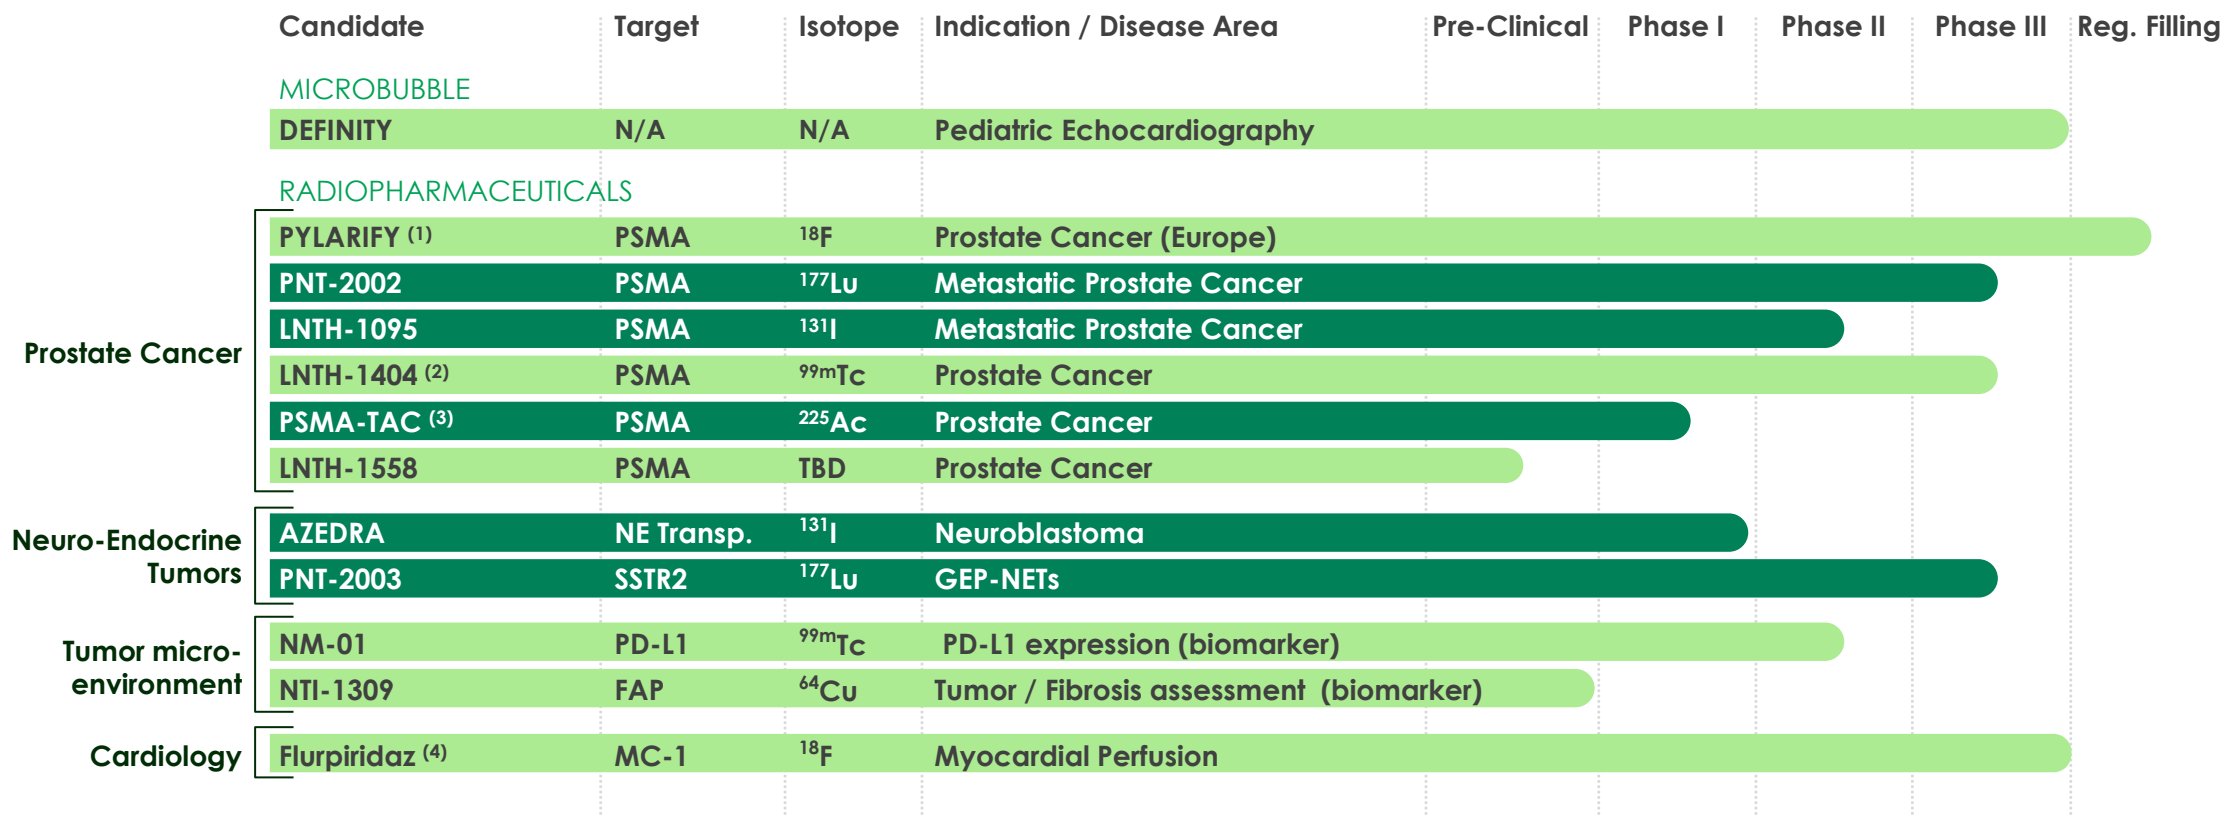 Candidate Target Isotope Indication / Disease Area Pre-Clinical Phase I Phase II Phase III Reg. Filling
MICROBUBBLE
DEFINITY N/A N/A Pediatric Echocardiography
RADIOPHARMACEUTICALS
Prostate Cancer
PYLARIFY (1) PSMA 18F Prostate Cancer (Europe)
PNT-2002 PSMA 177Lu Metastatic Prostate Cancer
LNTH-1095 PSMA 131I Metastatic Prostate Cancer
LNTH-1404 (2) PSMA 99mTc Prostate Cancer
PSMA-TAC (3) PSMA 225Ac Prostate Cancer
LNTH-1558 PSMA TBD Prostate Cancer
Neuro-Endocrine
Tumors
AZEDRA NE Transp. 131I Neuroblastoma
PNT-2003 SSTR2 177Lu GEP-NETs
Tumor micro-
environment
NM-01 PD-L1 99mTc PD-L1 expression (biomarker)
NTI-1309 FAP 64Cu Tumor / Fibrosis assessment (biomarker)
Cardiology
Flurpiridaz (4) MC-1 18F Myocardial Perfusion